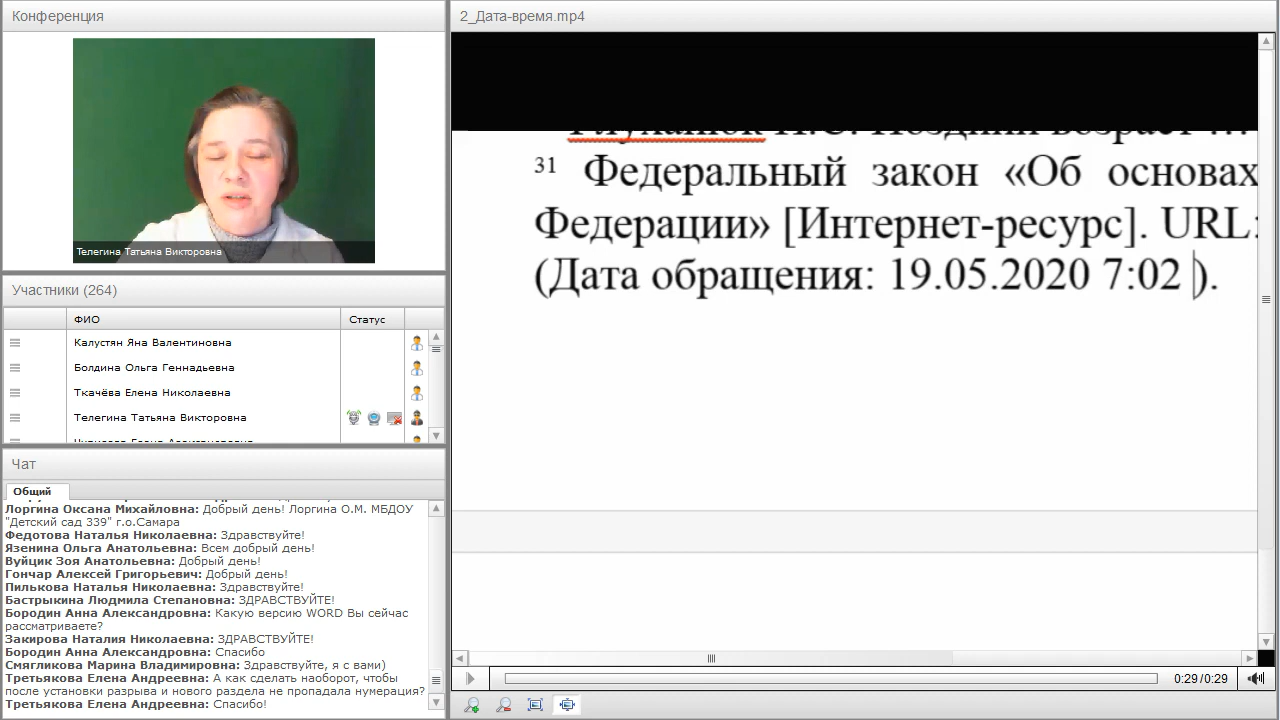 Конференция
Телегина Татьяна Викторовна
Участники (264)
ФИО
Статус
Калустян Яна Валентиновна
Болдина Ольга Геннадьевна
Ткачёва Елена Николаевна
Телегина Татьяна Викторовна
Чат
Общий
Лоргина Оксана Михайловна: Добрый день! Лоргина О.М. МБДОУ
"Детский сад 339" г.о.Самара
Федотова Наталья Николаевна: Здравствуйте!
Язенина Ольга Анатольевна: Всем добрый день!
Вуйцик Зоя Анатольевна: Добрый день!
Гончар Алексей Григорьевич: Добрый день!
Пилькова Наталья Николаевна: Здравствуйте!
Бастрыкина Людмила Степановна: ЗДРАВСТВУЙТЕ!
Бородин Анна Александровна: Какую версию WORD Вы сейчас
рассматриваете?
Закирова Наталия Николаевна: ЗДРАВСТВУЙТЕ!
Бородин Анна Александровна: Спасибо
Смягликова Марина Владимировна: Здравствуйте, я с вами)
Третьякова Елена Андреевна: А как сделать наоборот, чтобы
после установки разрыва и нового раздела не пропадала нумерация?
Третьякова Елена Андреевна: Спасибо!
2_Дата-время.mp4
31 Федеральный закон «Об основах
Федерации» [Интернет-ресурс]. URL:
(Дата обращения: 19.05.2020 7:02 ).
0:29/0:29